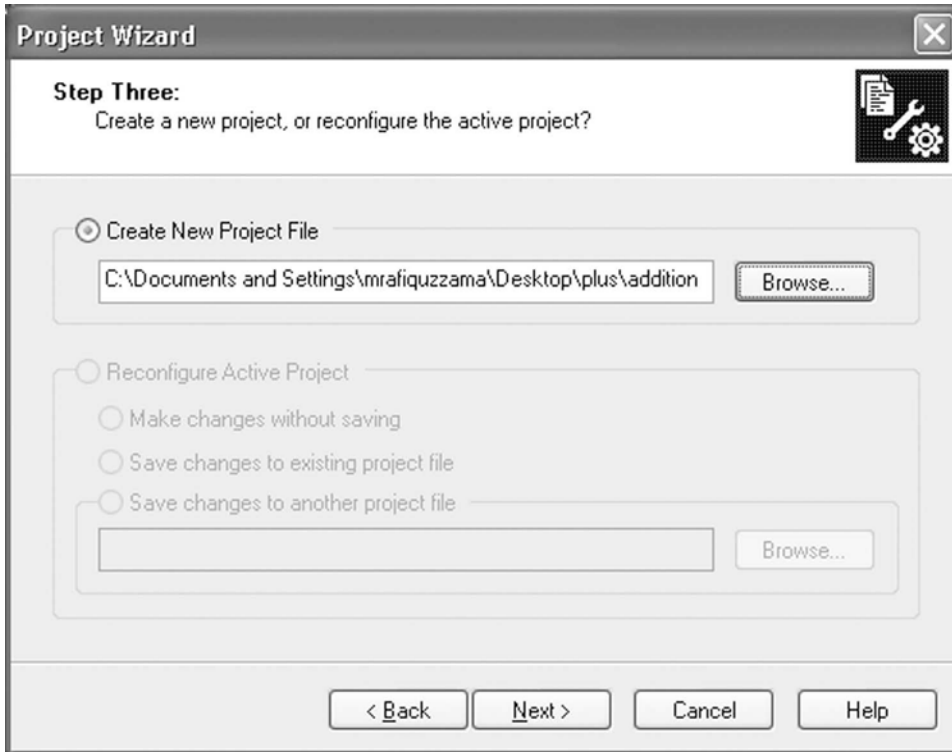 Project Wizard
Step Three:
Create a new project, or reconfigure the active project?
Create New Project File
C:\Documents and Settings\mrafiquzzama\Desktop\plus\addition
Browse...
Reconfigure Active Project
Make changes without saving
Save changes to existing project file
Save changes to another project file
Browse...
< Back
Next >
Cancel
Help